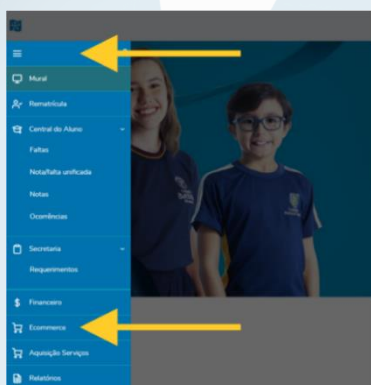 Mural
Rematrícula
Central do Aluno
Faltas
Nota/falta unificada
Notas
Ocorrências
Secretaria
Requerimentos
Financeiro
Ecommerce
Aquisição Serviços
Relatórios